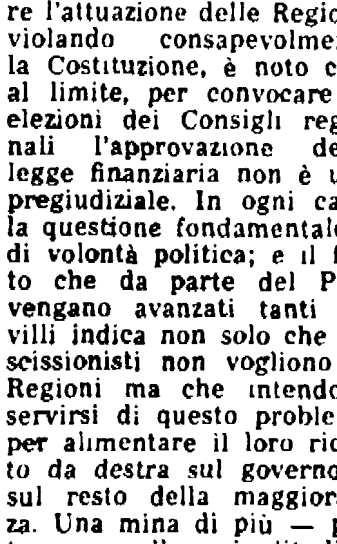 re l'attuazione delle Regio
violando consapevolme
la Costituzione, è noto c
al limite, per convocare
elezioni dei Consigli reg
nali l'approvazione de
legge finanziaria non è u
pregiudiziale. In ogni ca
la questione fondamentale
di volontà politica; e il f
to che da parte del P
vengano avanzati tanti
villi indica non solo che
scissionisti non vogliono
Regioni ma che intendo
servirsi di questo proble
per alimentare il loro ric
to da destra sul governo
sul resto della maggior
za. Una mina di più —